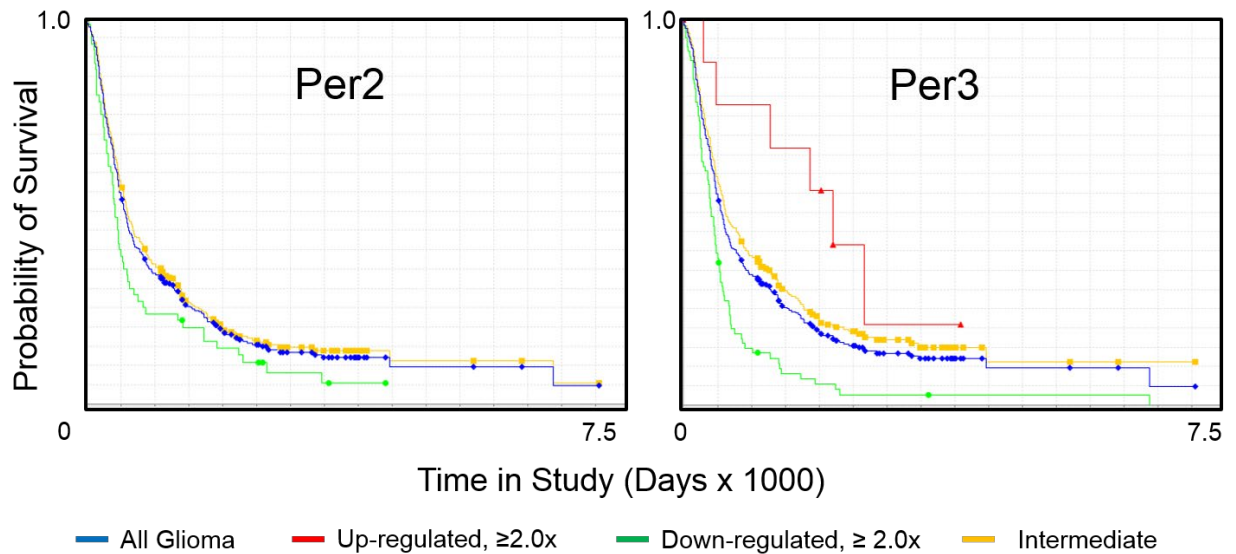 Probability of Survival
1.0
Per2
0
7.5
1.0
Per3
0
7.5
Time in Study (Days x 1000)
All Glioma
Up-regulated, ≥2.0x
Down-regulated, ≥ 2.0x
Intermediate